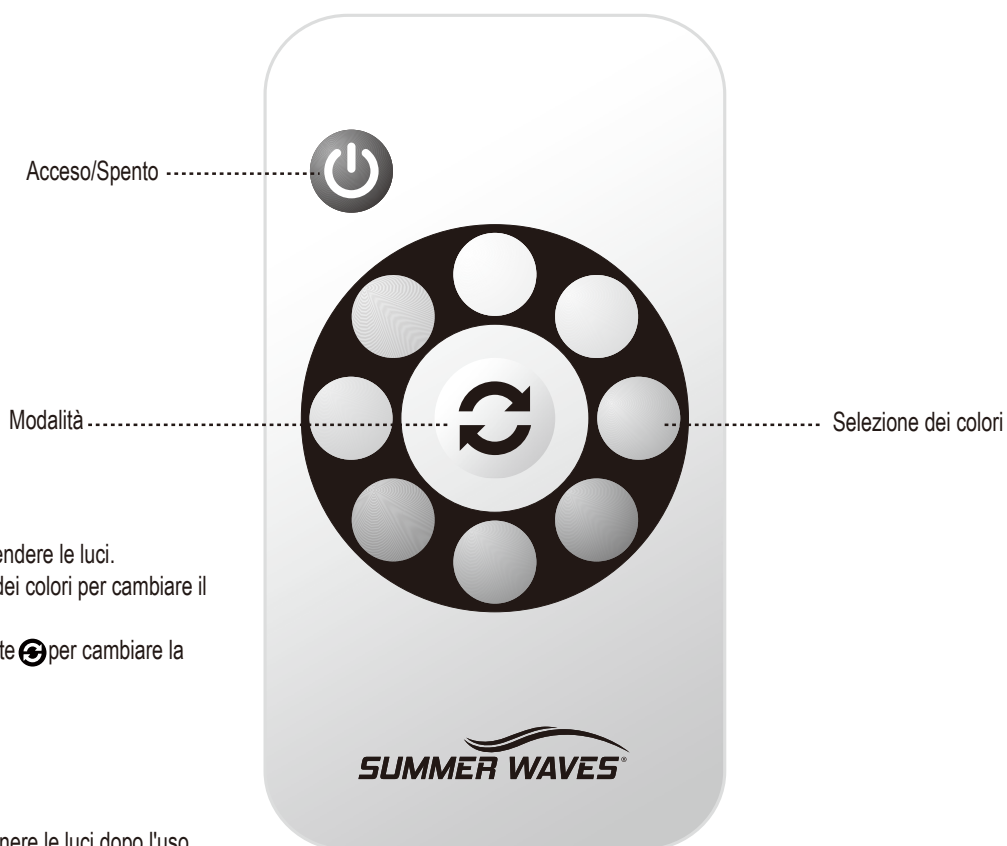 Acceso/Spento
Modalità
Selezione dei colori
endere le luci.
dei colori per cambiare il
te per cambiare la
SUMMER WAVES®
nere le luci dopo l'uso